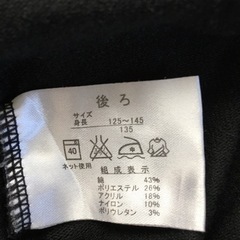 後ろ
サイズ
身長 125~145
135
40
ネット使用
組成表示
綿 43%
ポリエステル 26%
アクリル 18%
ナイロン 10%
ポリウレタン 3%